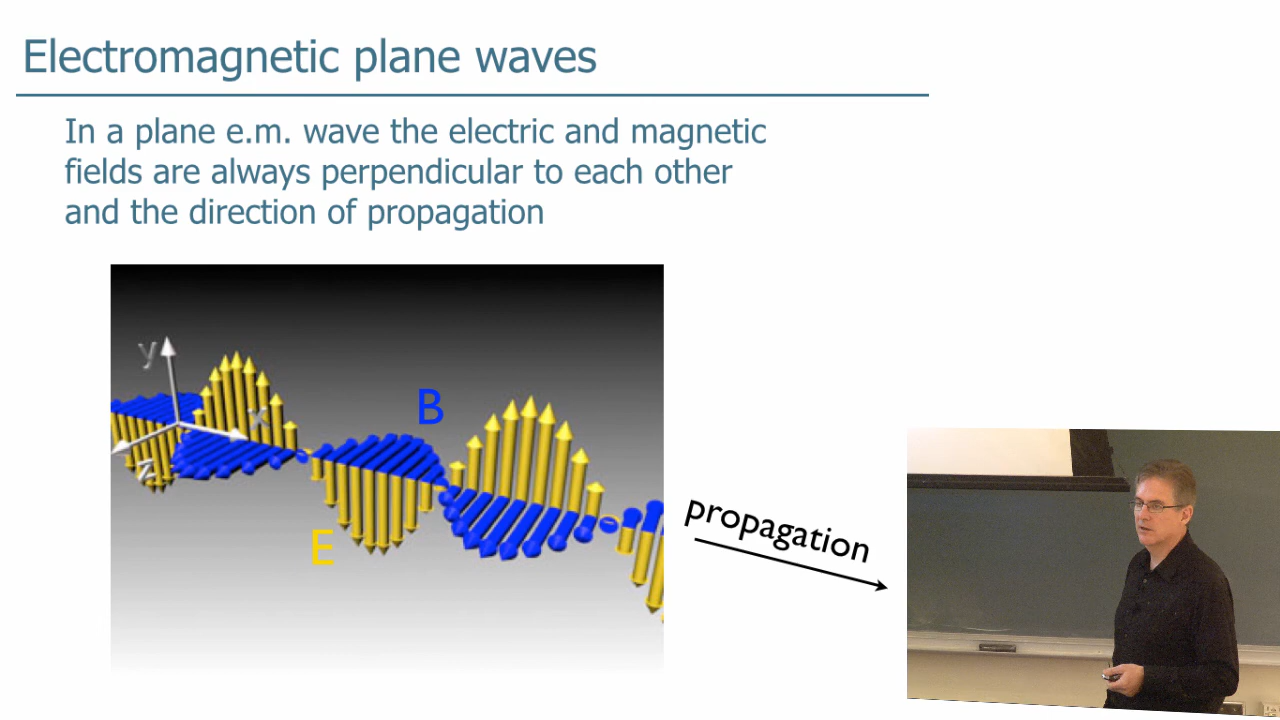 Electromagnetic plane waves
In a plane e.m. wave the electric and magnetic
fields are always perpendicular to each other
and the direction of propagation
y
x
z
B
E
propagation